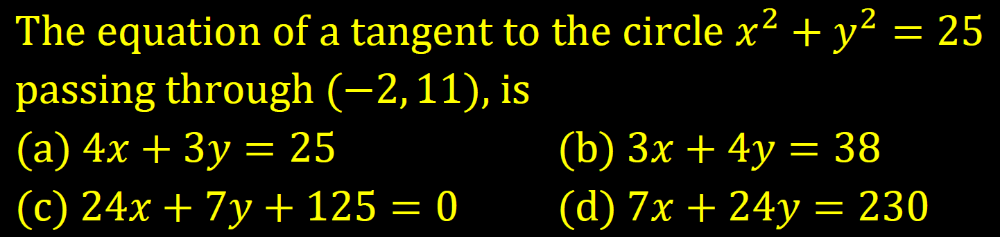 The equation of a tangent to the circle x² + y² = 25
passing through (−2, 11), is
(a) 4x + 3y = 25 (b) 3x + 4y = 38
(c) 24x + 7y + 125 = 0 (d) 7x + 24y = 230